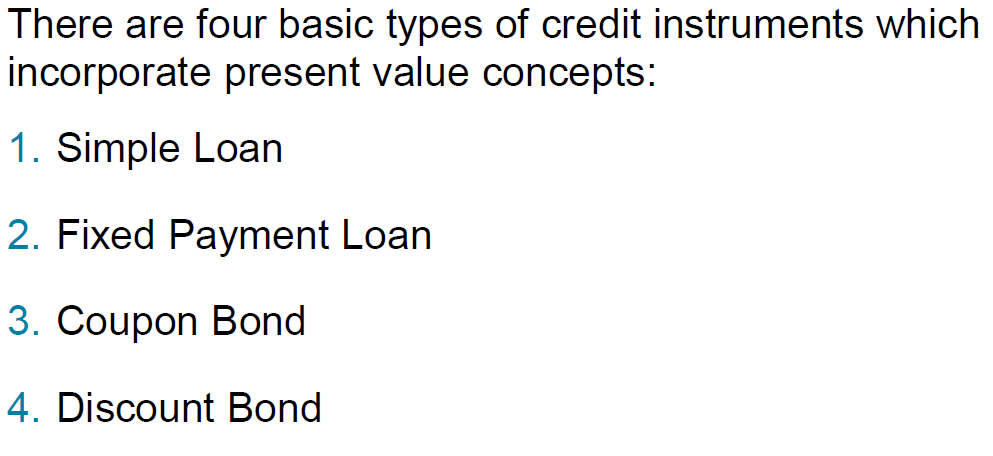 There are four basic types of credit instruments which
incorporate present value concepts:
1. Simple Loan
2. Fixed Payment Loan
3. Coupon Bond
4. Discount Bond